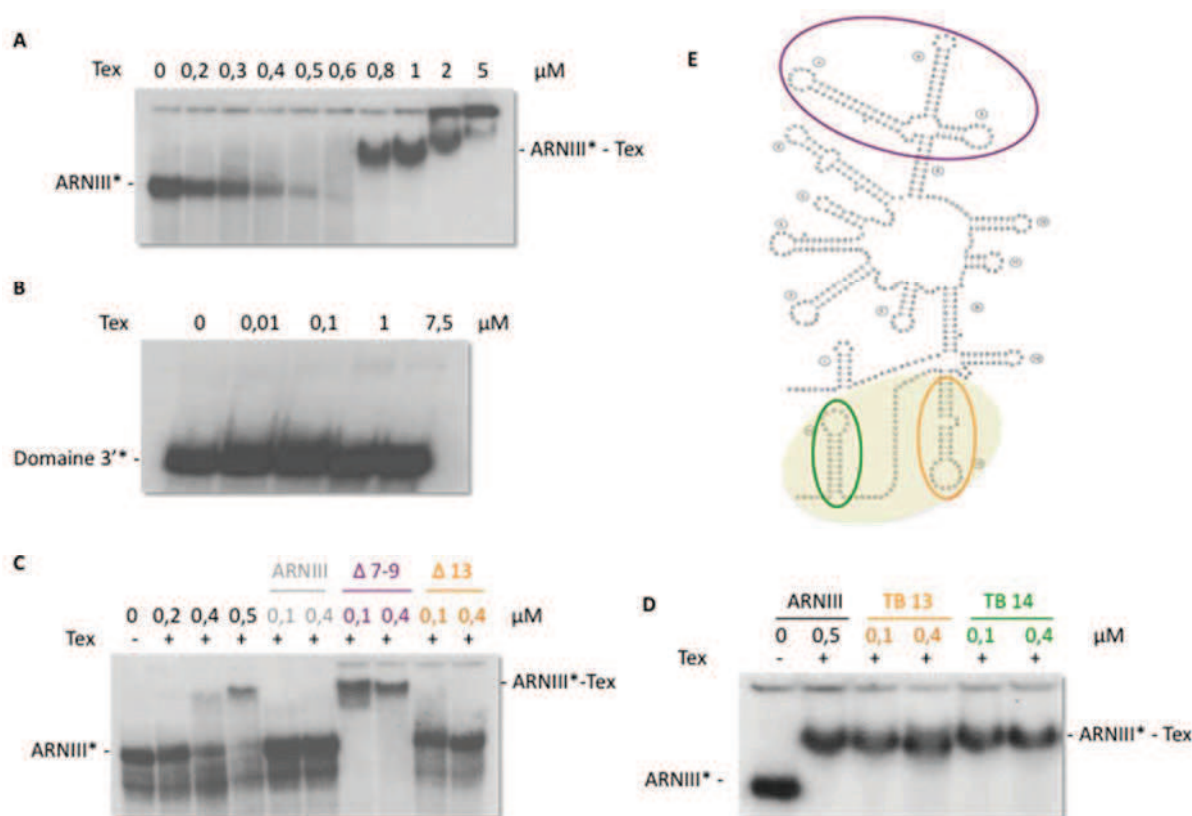 A
Tex 0 0,2 0,3 0,4 0,5 0,6 0,8 1 2 5 µM
ARNIII* -
- ARNIII* - Tex
B
Tex 0 0,01 0,1 1 7,5 µM
Domaine 3'* -
C
ARNIII Δ 7-9 Δ 13
0 0,2 0,4 0,5 0,1 0,4 0,1 0,4 0,1 0,4 µM
Tex - + + + + + + + + +
- ARNIII*-Tex
ARNIII* -
E
D
ARNIII TB 13 TB 14
0 0,5 0,1 0,4 0,1 0,4 µM
Tex - + + + + +
- ARNIII* - Tex
ARNIII* -